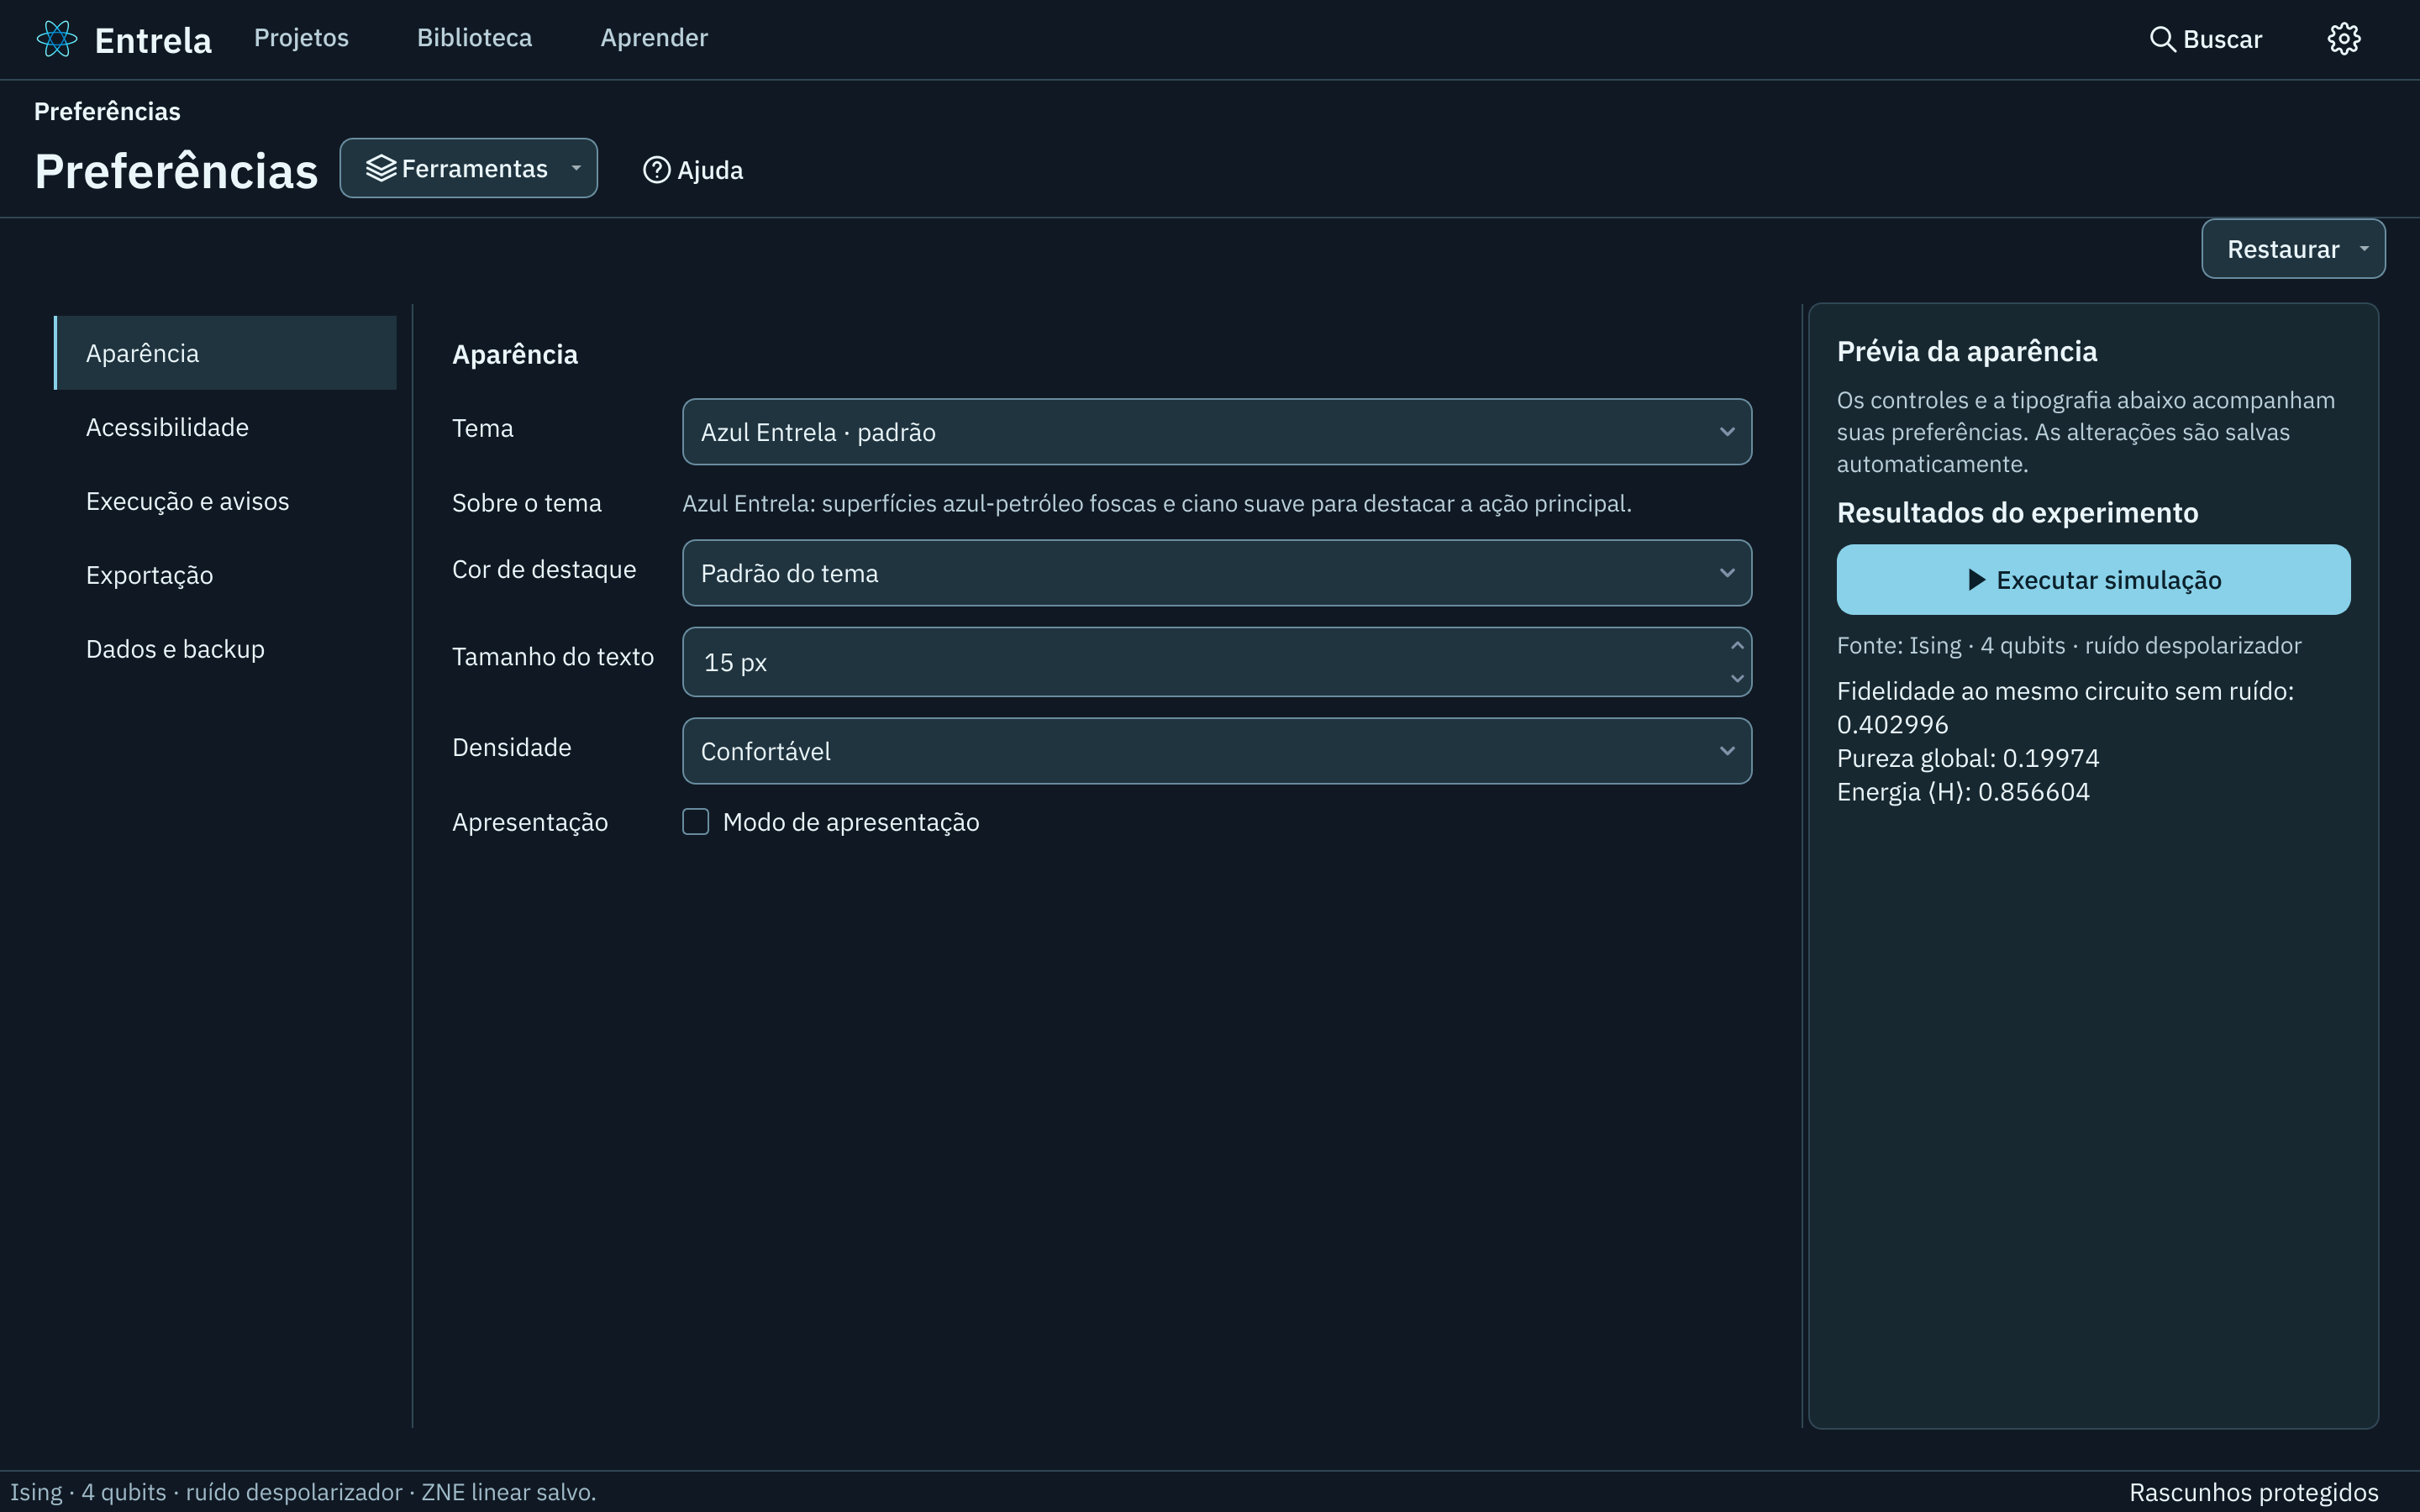 Entrela
Projetos
Biblioteca
Aprender
Buscar
Preferências
Preferências
Ferramentas
Ajuda
Restaurar
Aparência
Acessibilidade
Execução e avisos
Exportação
Dados e backup
Aparência
Tema
Azul Entrela · padrão
Sobre o tema
Azul Entrela: superfícies azul-petróleo foscas e ciano suave para destacar a ação principal.
Cor de destaque
Padrão do tema
Tamanho do texto
15 px
Densidade
Confortável
Apresentação
Modo de apresentação
Prévia da aparência
Os controles e a tipografia abaixo acompanham
suas preferências. As alterações são salvas
automaticamente.
Resultados do experimento
Executar simulação
Fonte: Ising · 4 qubits · ruído despolarizador
Fidelidade ao mesmo circuito sem ruído:
0.402996
Pureza global: 0.19974
Energia ⟨H⟩: 0.856604
Ising · 4 qubits · ruído despolarizador · ZNE linear salvo.
Rascunhos protegidos